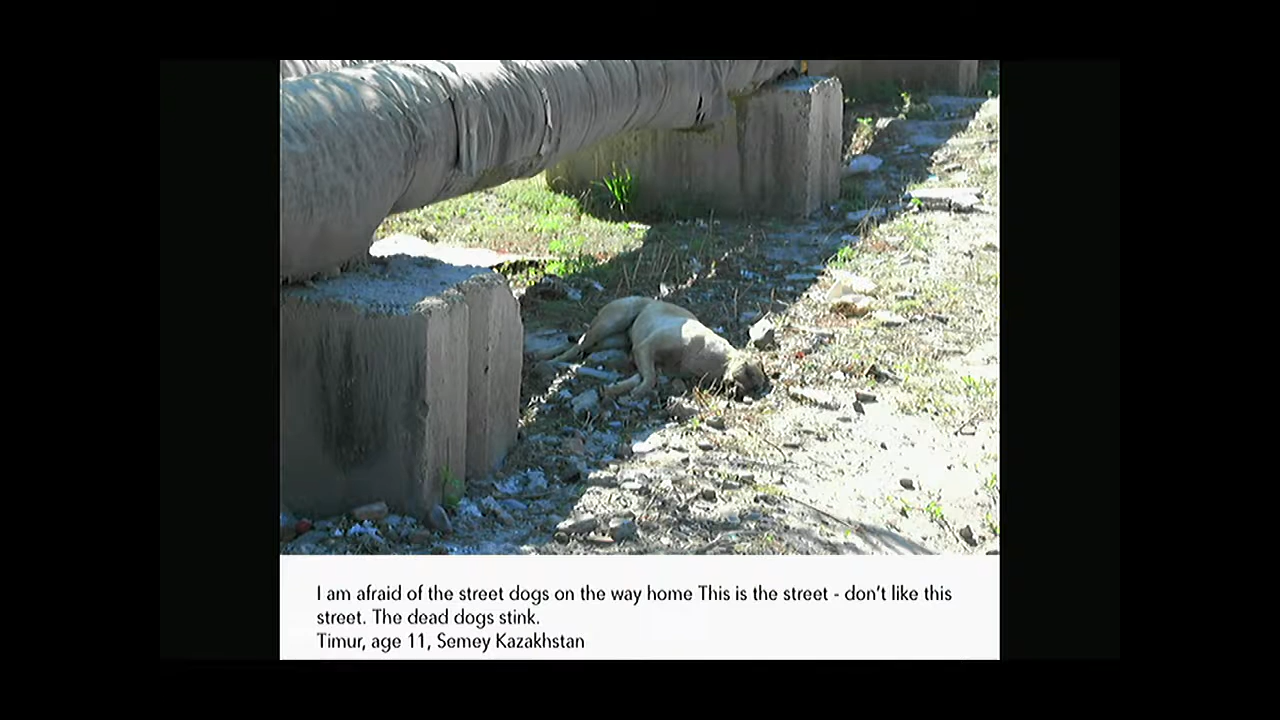 I am afraid of the street dogs on the way home This is the street - don't like this
street. The dead dogs stink.
Timur, age 11, Semey Kazakhstan